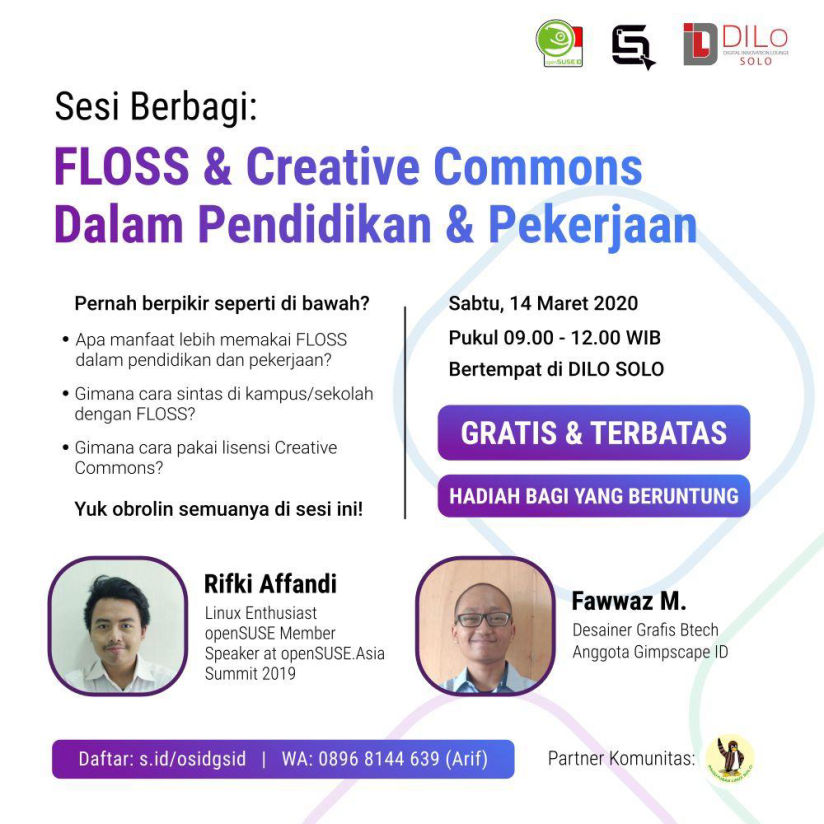 openSUSE ID
DILo
DIGITAL INNOVATION LOUNGE
SOLO
Sesi Berbagi:
FLOSS & Creative Commons
Dalam Pendidikan & Pekerjaan
Pernah berpikir seperti di bawah?
• Apa manfaat lebih memakai FLOSS
dalam pendidikan dan pekerjaan?
• Gimana cara sintas di kampus/sekolah
dengan FLOSS?
• Gimana cara pakai lisensi Creative
Commons?
Yuk obrolin semuanya di sesi ini!
Sabtu, 14 Maret 2020
Pukul 09.00 - 12.00 WIB
Bertempat di DILO SOLO
GRATIS & TERBATAS
HADIAH BAGI YANG BERUNTUNG
Rifki Affandi
Linux Enthusiast
openSUSE Member
Speaker at openSUSE.Asia
Summit 2019
Fawwaz M.
Desainer Grafis Btech
Anggota Gimpscape ID
Daftar: s.id/osidgsid | WA: 0896 8144 639 (Arif)
Partner Komunitas: